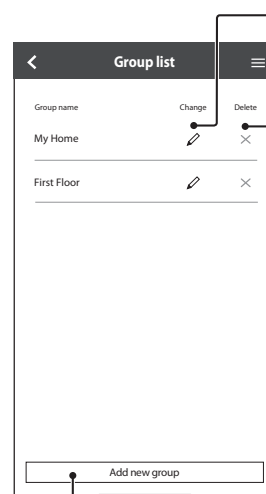 Group list
Group name Change Delete
My Home
First Floor
Add new group